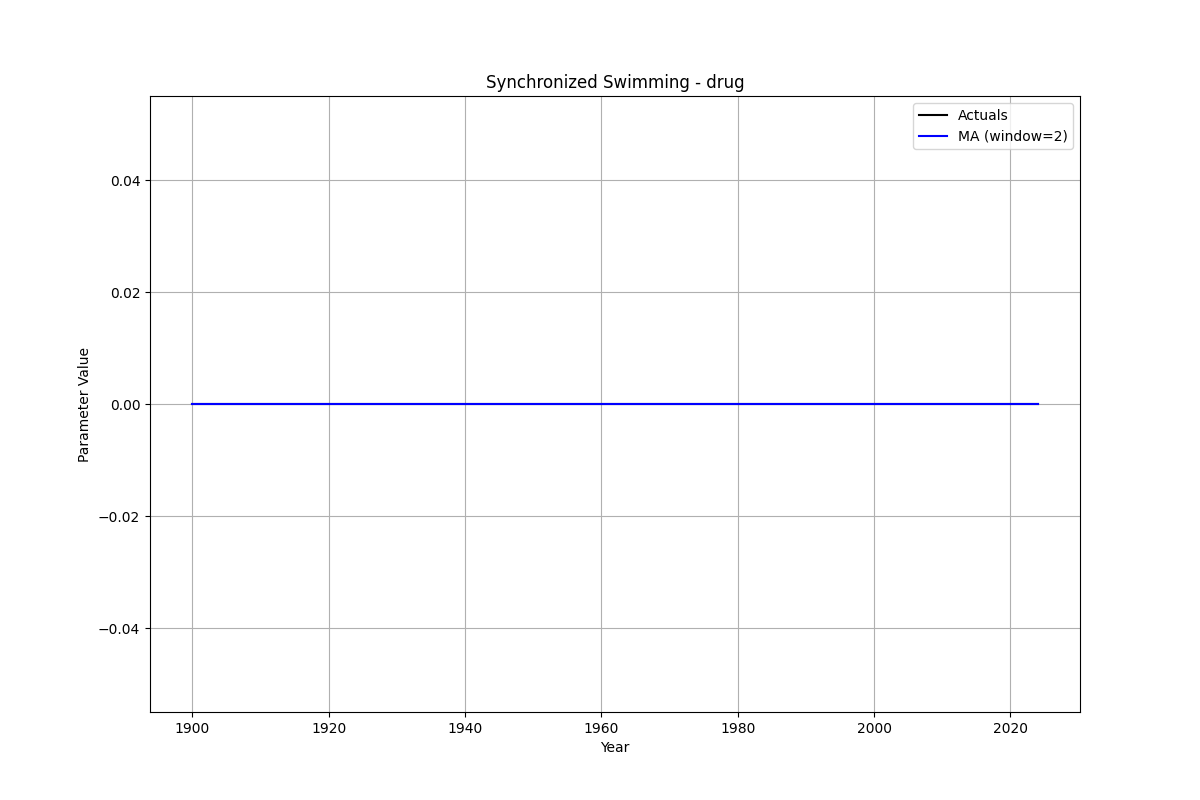 Synchronized Swimming - drug
Actuals
MA (window=2)
0.04
0.02
0.00
−0.02
−0.04
Parameter Value
1900 1920 1940 1960 1980 2000 2020
Year